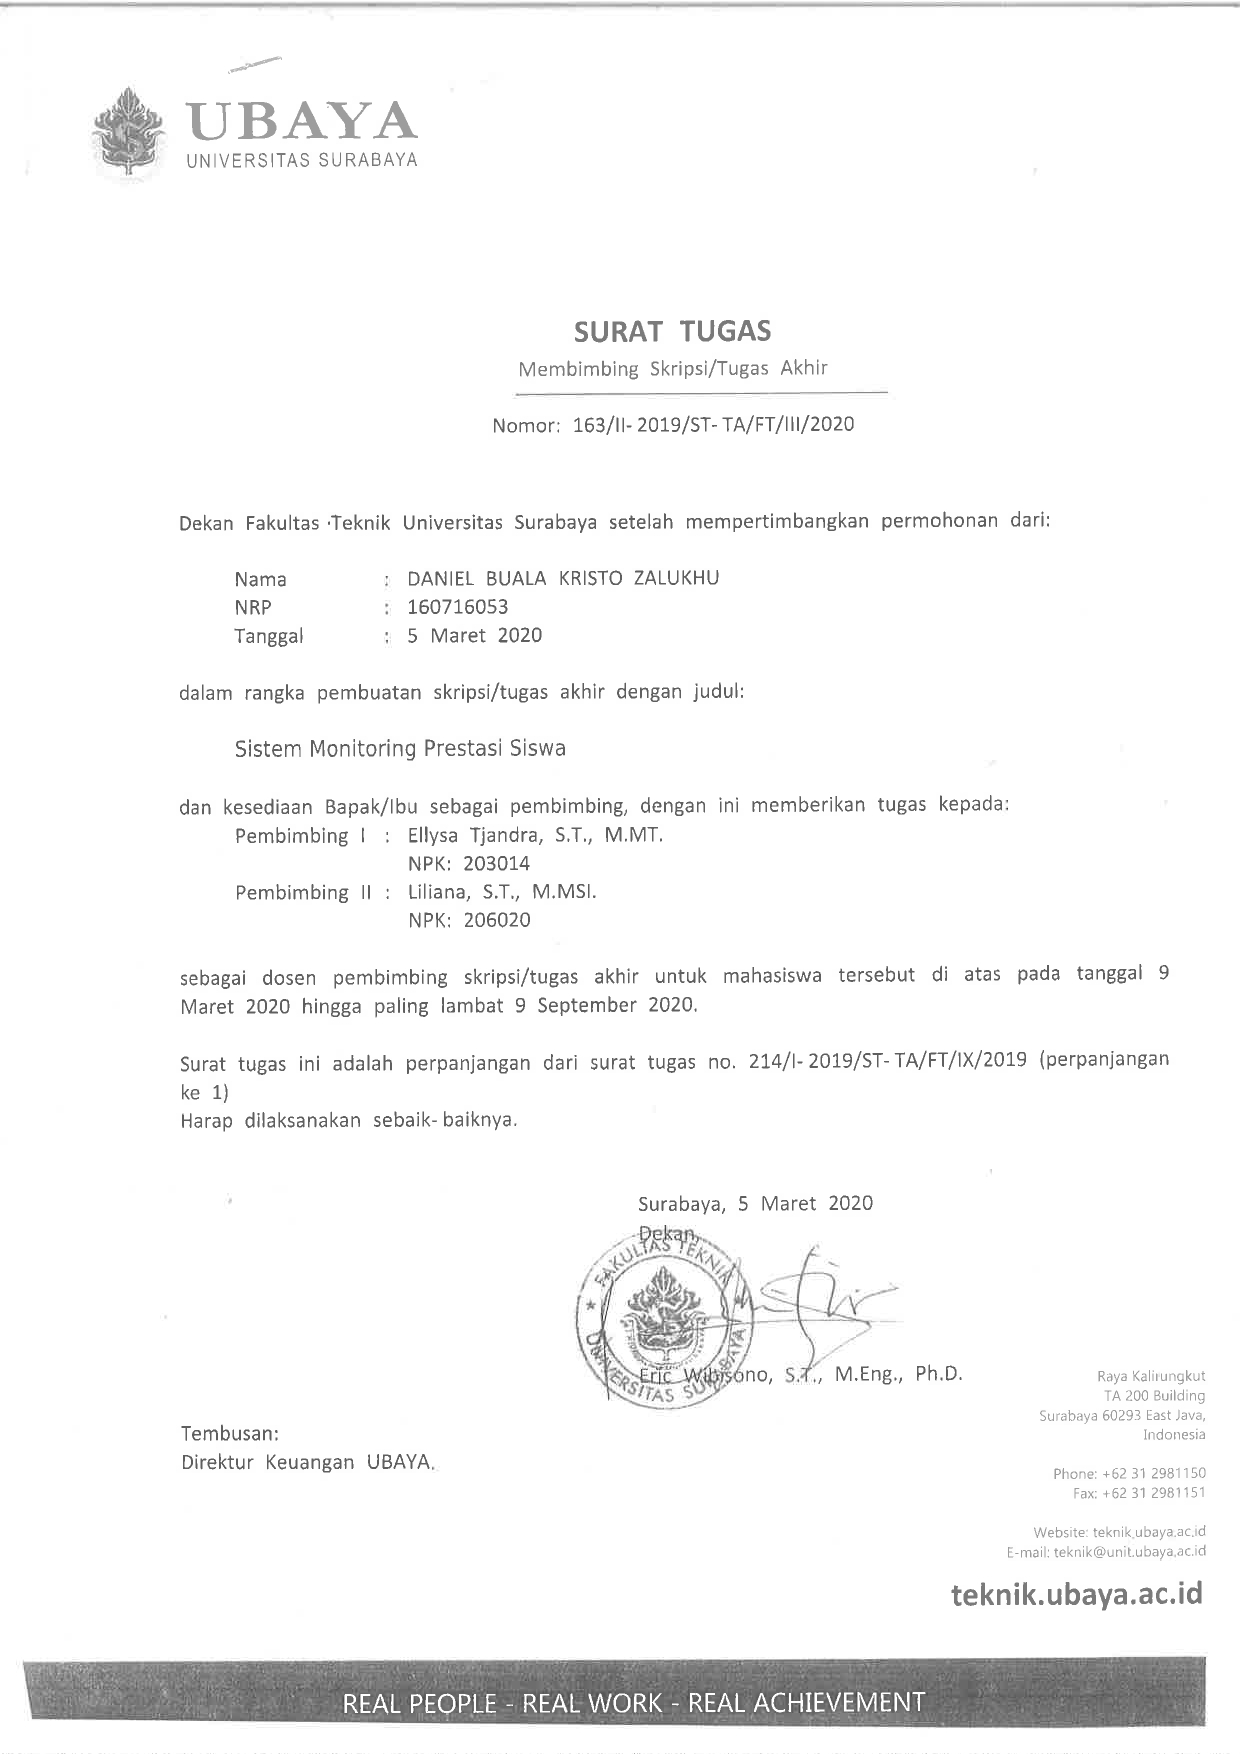 UBAYA
UNIVERSITAS SURABAYA
SURAT TUGAS
Membimbing Skripsi/Tugas Akhir
Nomor: 163/II-2019/ST-TA/FT/III/2020
Dekan Fakultas Teknik Universitas Surabaya setelah mempertimbangkan permohonan dari:
Nama : DANIEL BUALA KRISTO ZALUKHU
NRP : 160716053
Tanggal : 5 Maret 2020
dalam rangka pembuatan skripsi/tugas akhir dengan judul:
Sistem Monitoring Prestasi Siswa
dan kesediaan Bapak/Ibu sebagai pembimbing, dengan ini memberikan tugas kepada:
Pembimbing I : Ellysa Tjandra, S.T., M.MT.
NPK: 203014
Pembimbing II : Liliana, S.T., M.MSI.
NPK: 206020
sebagai dosen pembimbing skripsi/tugas akhir untuk mahasiswa tersebut di atas pada tanggal 9
Maret 2020 hingga paling lambat 9 September 2020.
Surat tugas ini adalah perpanjangan dari surat tugas no. 214/I-2019/ST-TA/FT/IX/2019 (perpanjangan
ke 1)
Harap dilaksanakan sebaik-baiknya.
Surabaya, 5 Maret 2020
Dekan,
FAKULTAS TEKNIK
UNIVERSITAS SURABAYA
Eric Wibisono, S.T., M.Eng., Ph.D.
Tembusan:
Direktur Keuangan UBAYA.
Raya Kalirungkut
TA 200 Building
Surabaya 60293 East Java,
Indonesia
Phone: +62 31 2981150
Fax: +62 31 2981151
Website: teknik.ubaya.ac.id
E-mail: teknik@unit.ubaya.ac.id
teknik.ubaya.ac.id
REAL PEOPLE - REAL WORK - REAL ACHIEVEMENT